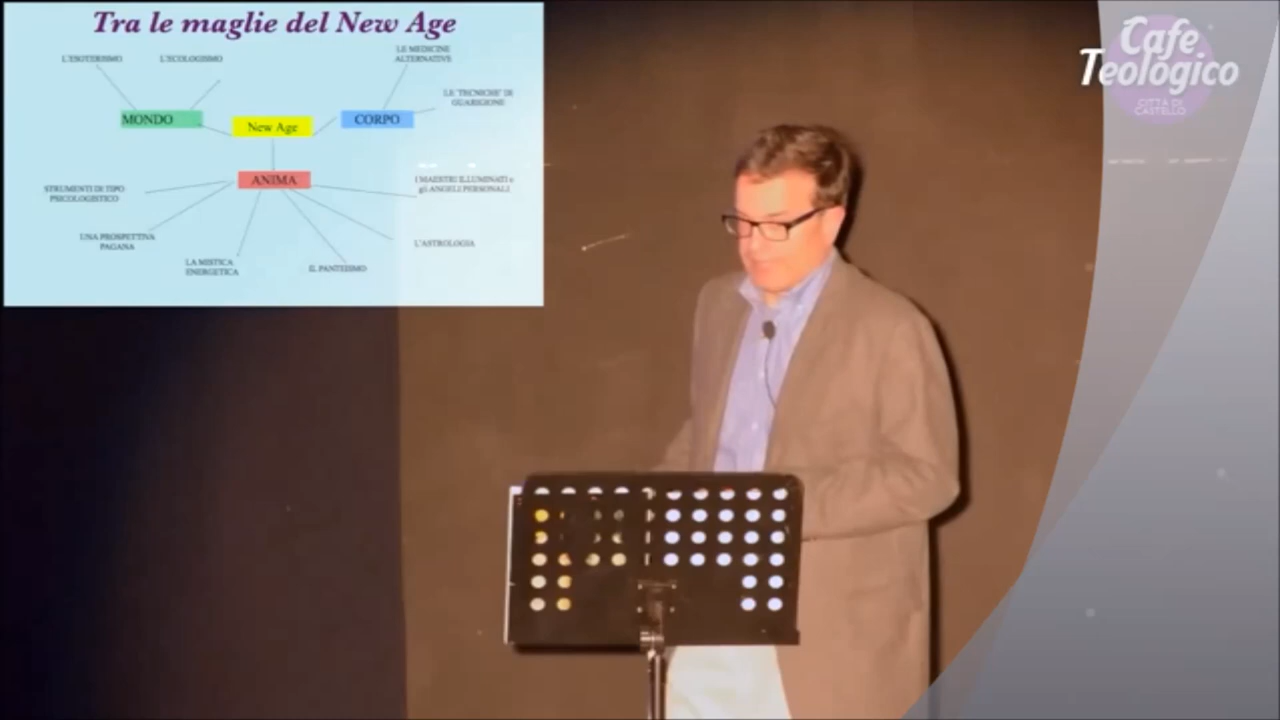 Tra le maglie del New Age
L'ESOTERISMO
L'ECOLOGISMO
LE MEDICINE
ALTERNATIVE
LE 'TECNICHE' DI
GUARIGIONE
MONDO
New Age
CORPO
ANIMA
STRUMENTI DI TIPO
PSICOLOGISTICO
I MAESTRI ILLUMINATI e
gli ANGELI PERSONALI
UNA PROSPETTIVA
PAGANA
L'ASTROLOGIA
LA MISTICA
ENERGETICA
IL PANTEISMO
Cafe
Teologico
CITTÀ DI
CASTELLO